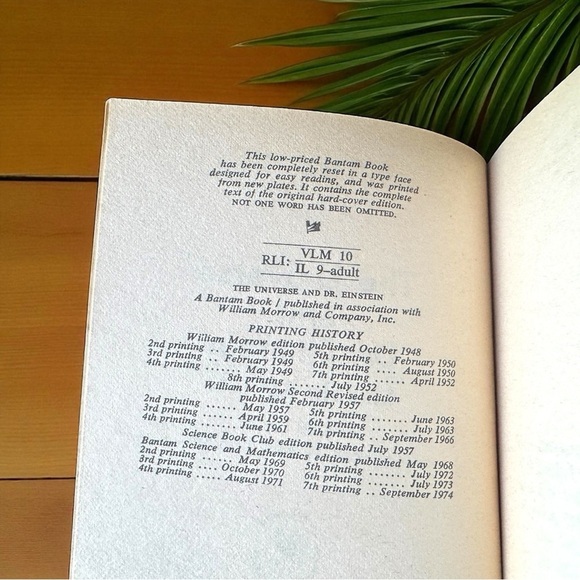 This low-priced Bantam Book
has been completely reset in a type face
designed for easy reading, and was printed
from new plates. It contains the complete
text of the original hard-cover edition.
NOT ONE WORD HAS BEEN OMITTED.
RLI: VLM 10
IL 9-adult
THE UNIVERSE AND DR. EINSTEIN
A Bantam Book / published in association with
William Morrow and Company, Inc.
PRINTING HISTORY
William Morrow edition published October 1948
2nd printing .. February 1949 5th printing .. February 1950
3rd printing .. February 1949 6th printing .... August 1950
4th printing ..... May 1949 7th printing ..... April 1952
8th printing ....... July 1952
William Morrow Second Revised edition
published February 1957
2nd printing ...... May 1957 5th printing ....... June 1963
3rd printing ..... April 1959 6th printing ....... July 1963
4th printing ...... June 1961 7th printing .. September 1966
Science Book Club edition published July 1957
Bantam Science and Mathematics edition published May 1968
2nd printing ...... May 1969 5th printing ....... July 1972
3rd printing .... October 1970 6th printing ....... July 1973
4th printing ..... August 1971 7th printing .. September 1974